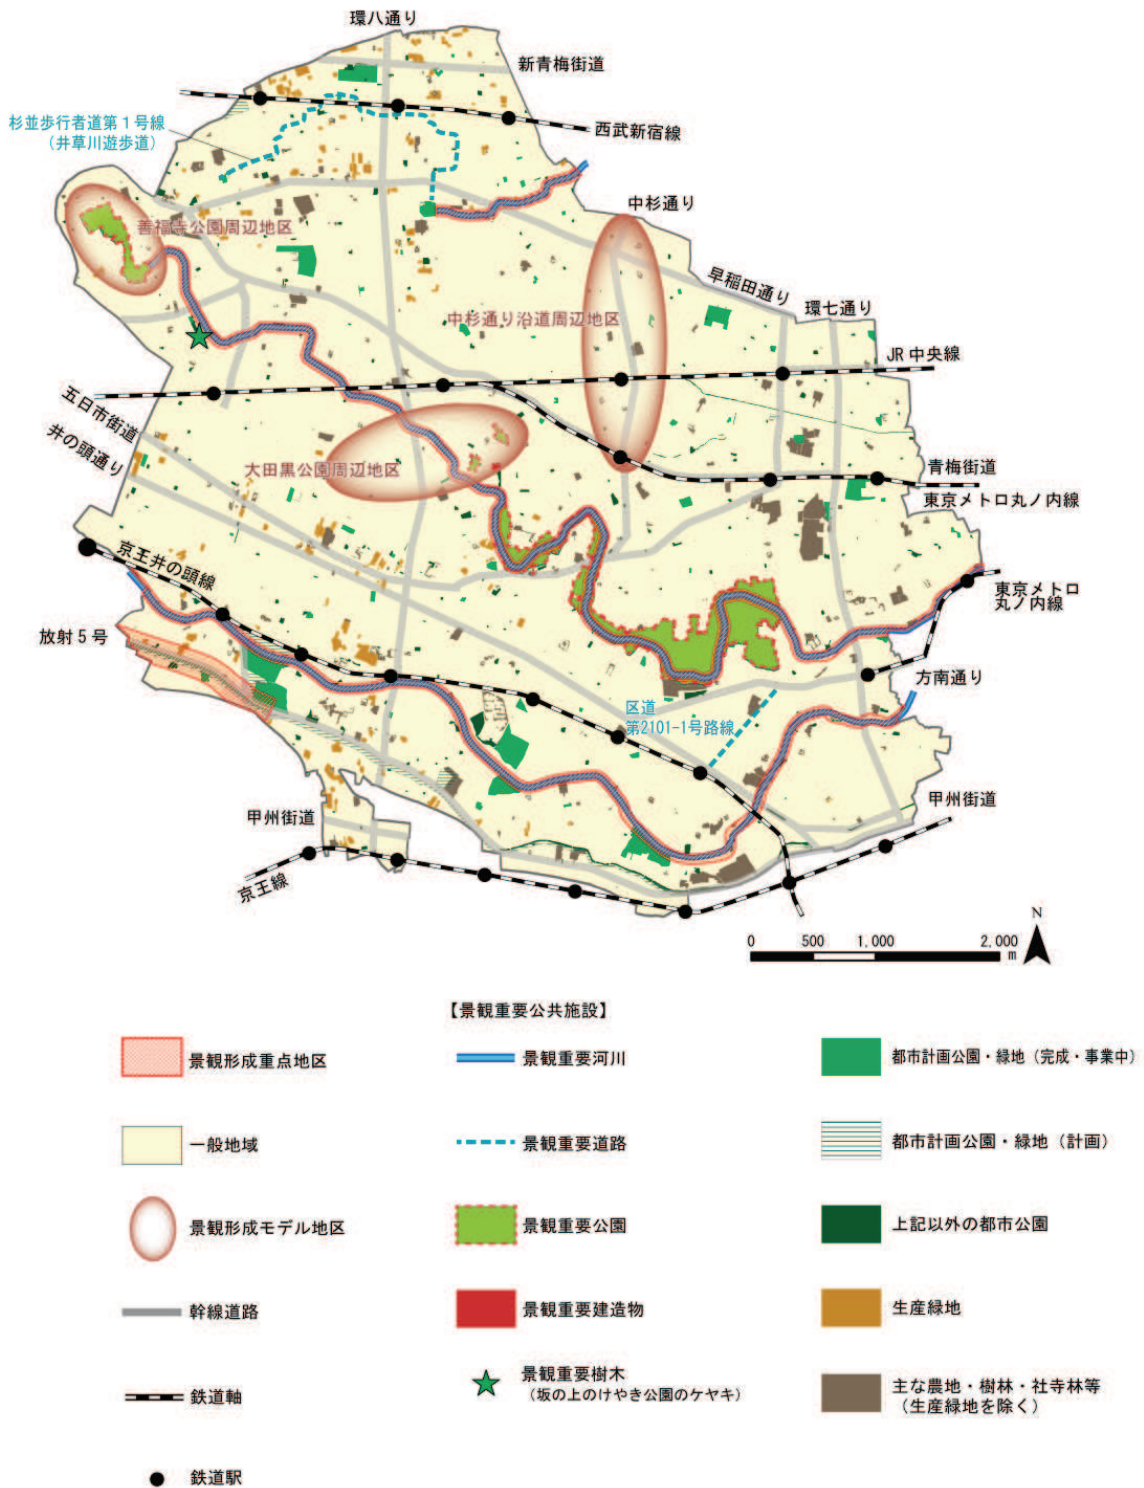 環八通り
新青梅街道
西武新宿線
杉並歩行者道第1号線
（井草川遊歩道）
中杉通り
善福寺公園周辺地区
早稲田通り
環七通り
中杉通り沿道周辺地区
JR中央線
五日市街道
井の頭通り
大田黒公園周辺地区
青梅街道
東京メトロ丸ノ内線
京王井の頭線
東京メトロ
丸ノ内線
放射5号
方南通り
区道
第2101-1号路線
甲州街道
甲州街道
京王線
N
0 500 1,000 2,000
m
【景観重要公共施設】
景観形成重点地区
景観重要河川
都市計画公園・緑地（完成・事業中）
一般地域
景観重要道路
都市計画公園・緑地（計画）
景観形成モデル地区
景観重要公園
上記以外の都市公園
幹線道路
景観重要建造物
生産緑地
鉄道軸
景観重要樹木
（坂の上のけやき公園のケヤキ）
主な農地・樹林・社寺林等
（生産緑地を除く）
鉄道駅